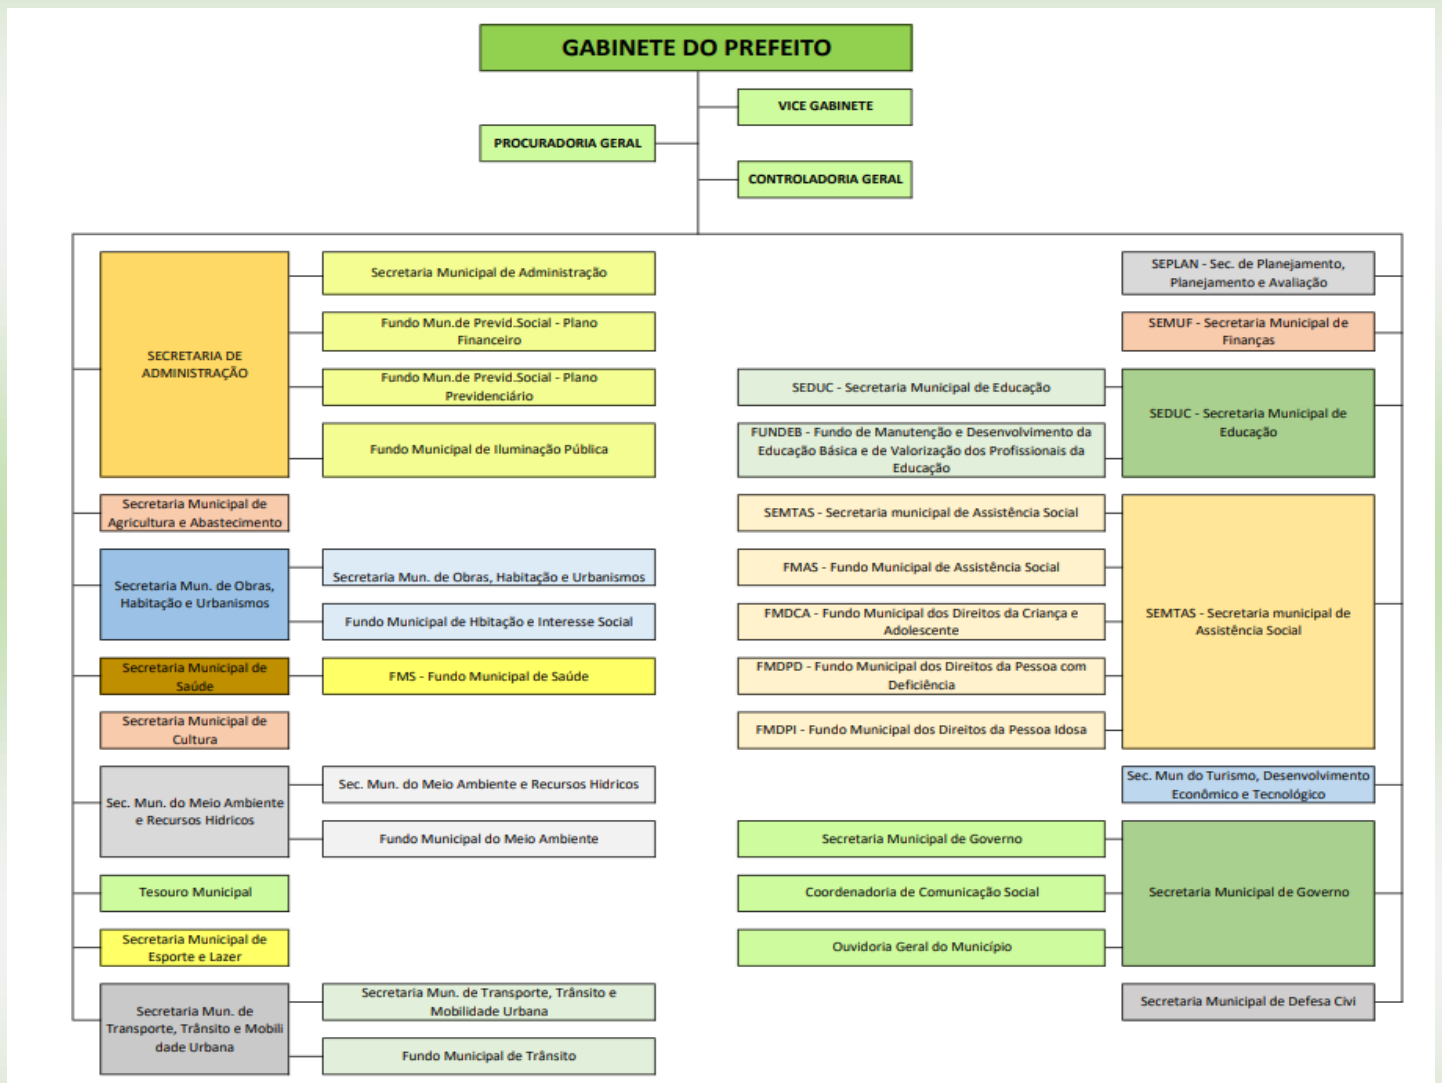 GABINETE DO PREFEITO
VICE GABINETE
PROCURADORIA GERAL
CONTROLADORIA GERAL
SECRETARIA DE
ADMINISTRAÇÃO
Secretaria Municipal de Administração
Fundo Mun.de Previd.Social - Plano
Financeiro
Fundo Mun.de Previd.Social - Plano
Previdenciário
Fundo Municipal de Iluminação Pública
Secretaria Municipal de
Agricultura e Abastecimento
Secretaria Mun. de Obras,
Habitação e Urbanismos
Secretaria Mun. de Obras, Habitação e Urbanismos
Fundo Municipal de Hbitação e Interesse Social
Secretaria Municipal de
Saúde
FMS - Fundo Municipal de Saúde
Secretaria Municipal de
Cultura
Sec. Mun. do Meio Ambiente
e Recursos Hidricos
Sec. Mun. do Meio Ambiente e Recursos Hidricos
Fundo Municipal do Meio Ambiente
Tesouro Municipal
Secretaria Municipal de
Esporte e Lazer
Secretaria Mun. de
Transporte, Trânsito e Mobili
dade Urbana
Secretaria Mun. de Transporte, Trânsito e
Mobilidade Urbana
Fundo Municipal de Trânsito
SEPLAN - Sec. de Planejamento,
Planejamento e Avaliação
SEMUF - Secretaria Municipal de
Finanças
SEDUC - Secretaria Municipal de Educação
FUNDEB - Fundo de Manutenção e Desenvolvimento da
Educação Básica e de Valorização dos Profissionais da
Educação
SEDUC - Secretaria Municipal de
Educação
SEMTAS - Secretaria municipal de Assistência Social
FMAS - Fundo Municipal de Assistência Social
FMDCA - Fundo Municipal dos Direitos da Criança e
Adolescente
FMDPD - Fundo Municipal dos Direitos da Pessoa com
Deficiência
FMDPI - Fundo Municipal dos Direitos da Pessoa Idosa
SEMTAS - Secretaria municipal de
Assistência Social
Sec. Mun do Turismo, Desenvolvimento
Econômico e Tecnológico
Secretaria Municipal de Governo
Coordenadoria de Comunicação Social
Ouvidoria Geral do Município
Secretaria Municipal de Governo
Secretaria Municipal de Defesa Civi